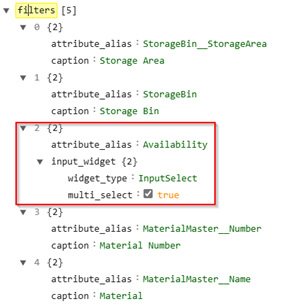 filters [5]
0 {2}
attribute_alias : StorageBin__StorageArea
caption : Storage Area
1 {2}
attribute_alias : StorageBin
caption : Storage Bin
2 {2}
attribute_alias : Availability
input_widget {2}
widget_type : InputSelect
multi_select : true
3 {2}
attribute_alias : MaterialMaster__Number
caption : Material Number
4 {2}
attribute_alias : MaterialMaster__Name
caption : Material